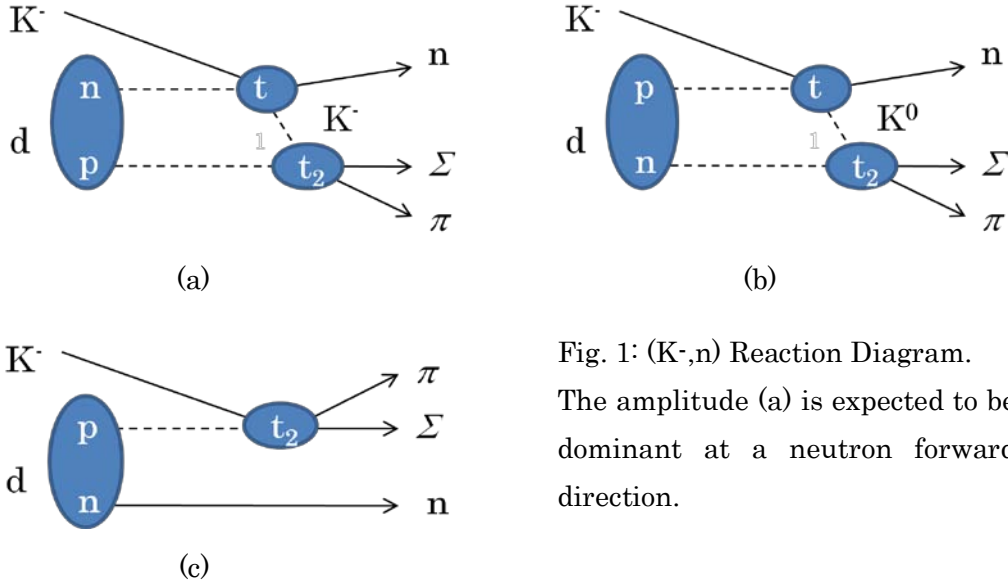 K-
n
n
t
K-
d
1
p
t2
Σ
π
(a)
K-
n
p
t
K0
d
1
n
t2
Σ
π
(b)
K-
π
p
t2
Σ
d
n
n
(c)
Fig. 1: (K-,n) Reaction Diagram.
The amplitude (a) is expected to be
dominant at a neutron forward
direction.